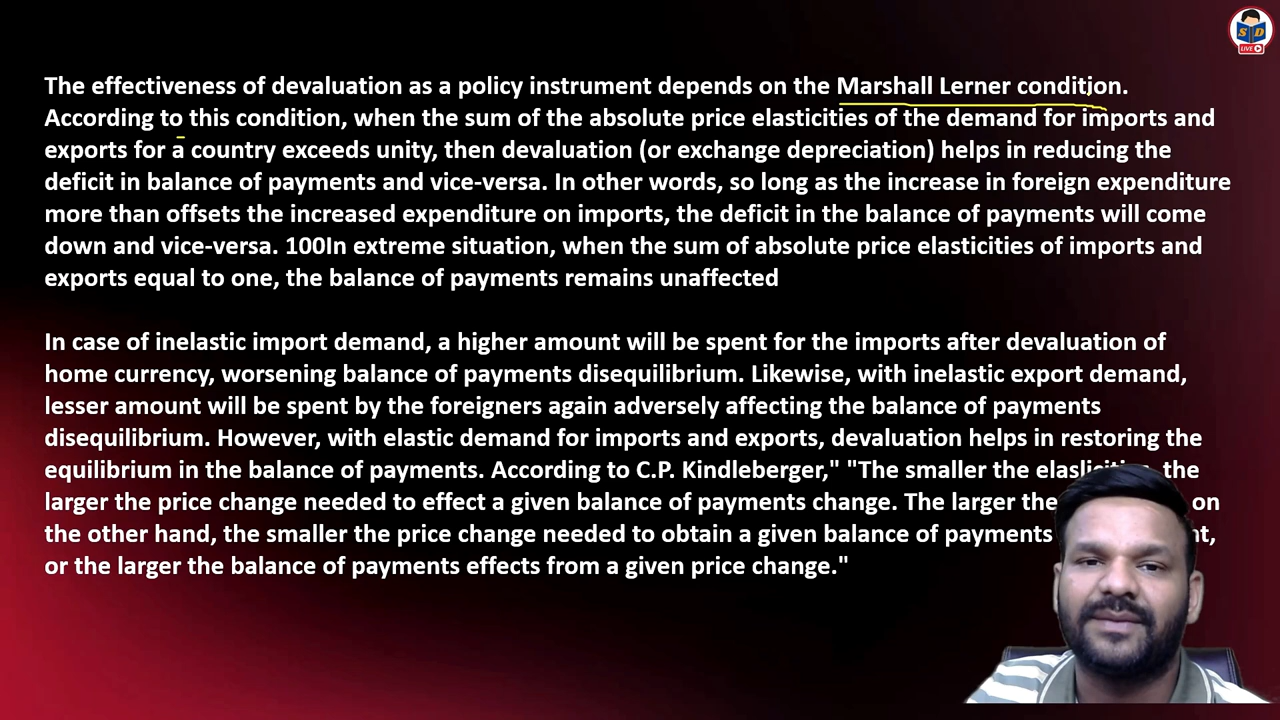 S D
LIVE
The effectiveness of devaluation as a policy instrument depends on the Marshall Lerner condition.
According to this condition, when the sum of the absolute price elasticities of the demand for imports and
exports for a country exceeds unity, then devaluation (or exchange depreciation) helps in reducing the
deficit in balance of payments and vice-versa. In other words, so long as the increase in foreign expenditure
more than offsets the increased expenditure on imports, the deficit in the balance of payments will come
down and vice-versa. 100In extreme situation, when the sum of absolute price elasticities of imports and
exports equal to one, the balance of payments remains unaffected
In case of inelastic import demand, a higher amount will be spent for the imports after devaluation of
home currency, worsening balance of payments disequilibrium. Likewise, with inelastic export demand,
lesser amount will be spent by the foreigners again adversely affecting the balance of payments
disequilibrium. However, with elastic demand for imports and exports, devaluation helps in restoring the
equilibrium in the balance of payments. According to C.P. Kindleberger," "The smaller the the
larger the price change needed to effect a given balance of payments change. The larger the on
the other hand, the smaller the price change needed to obtain a given balance of payments
or the larger the balance of payments effects from a given price change."